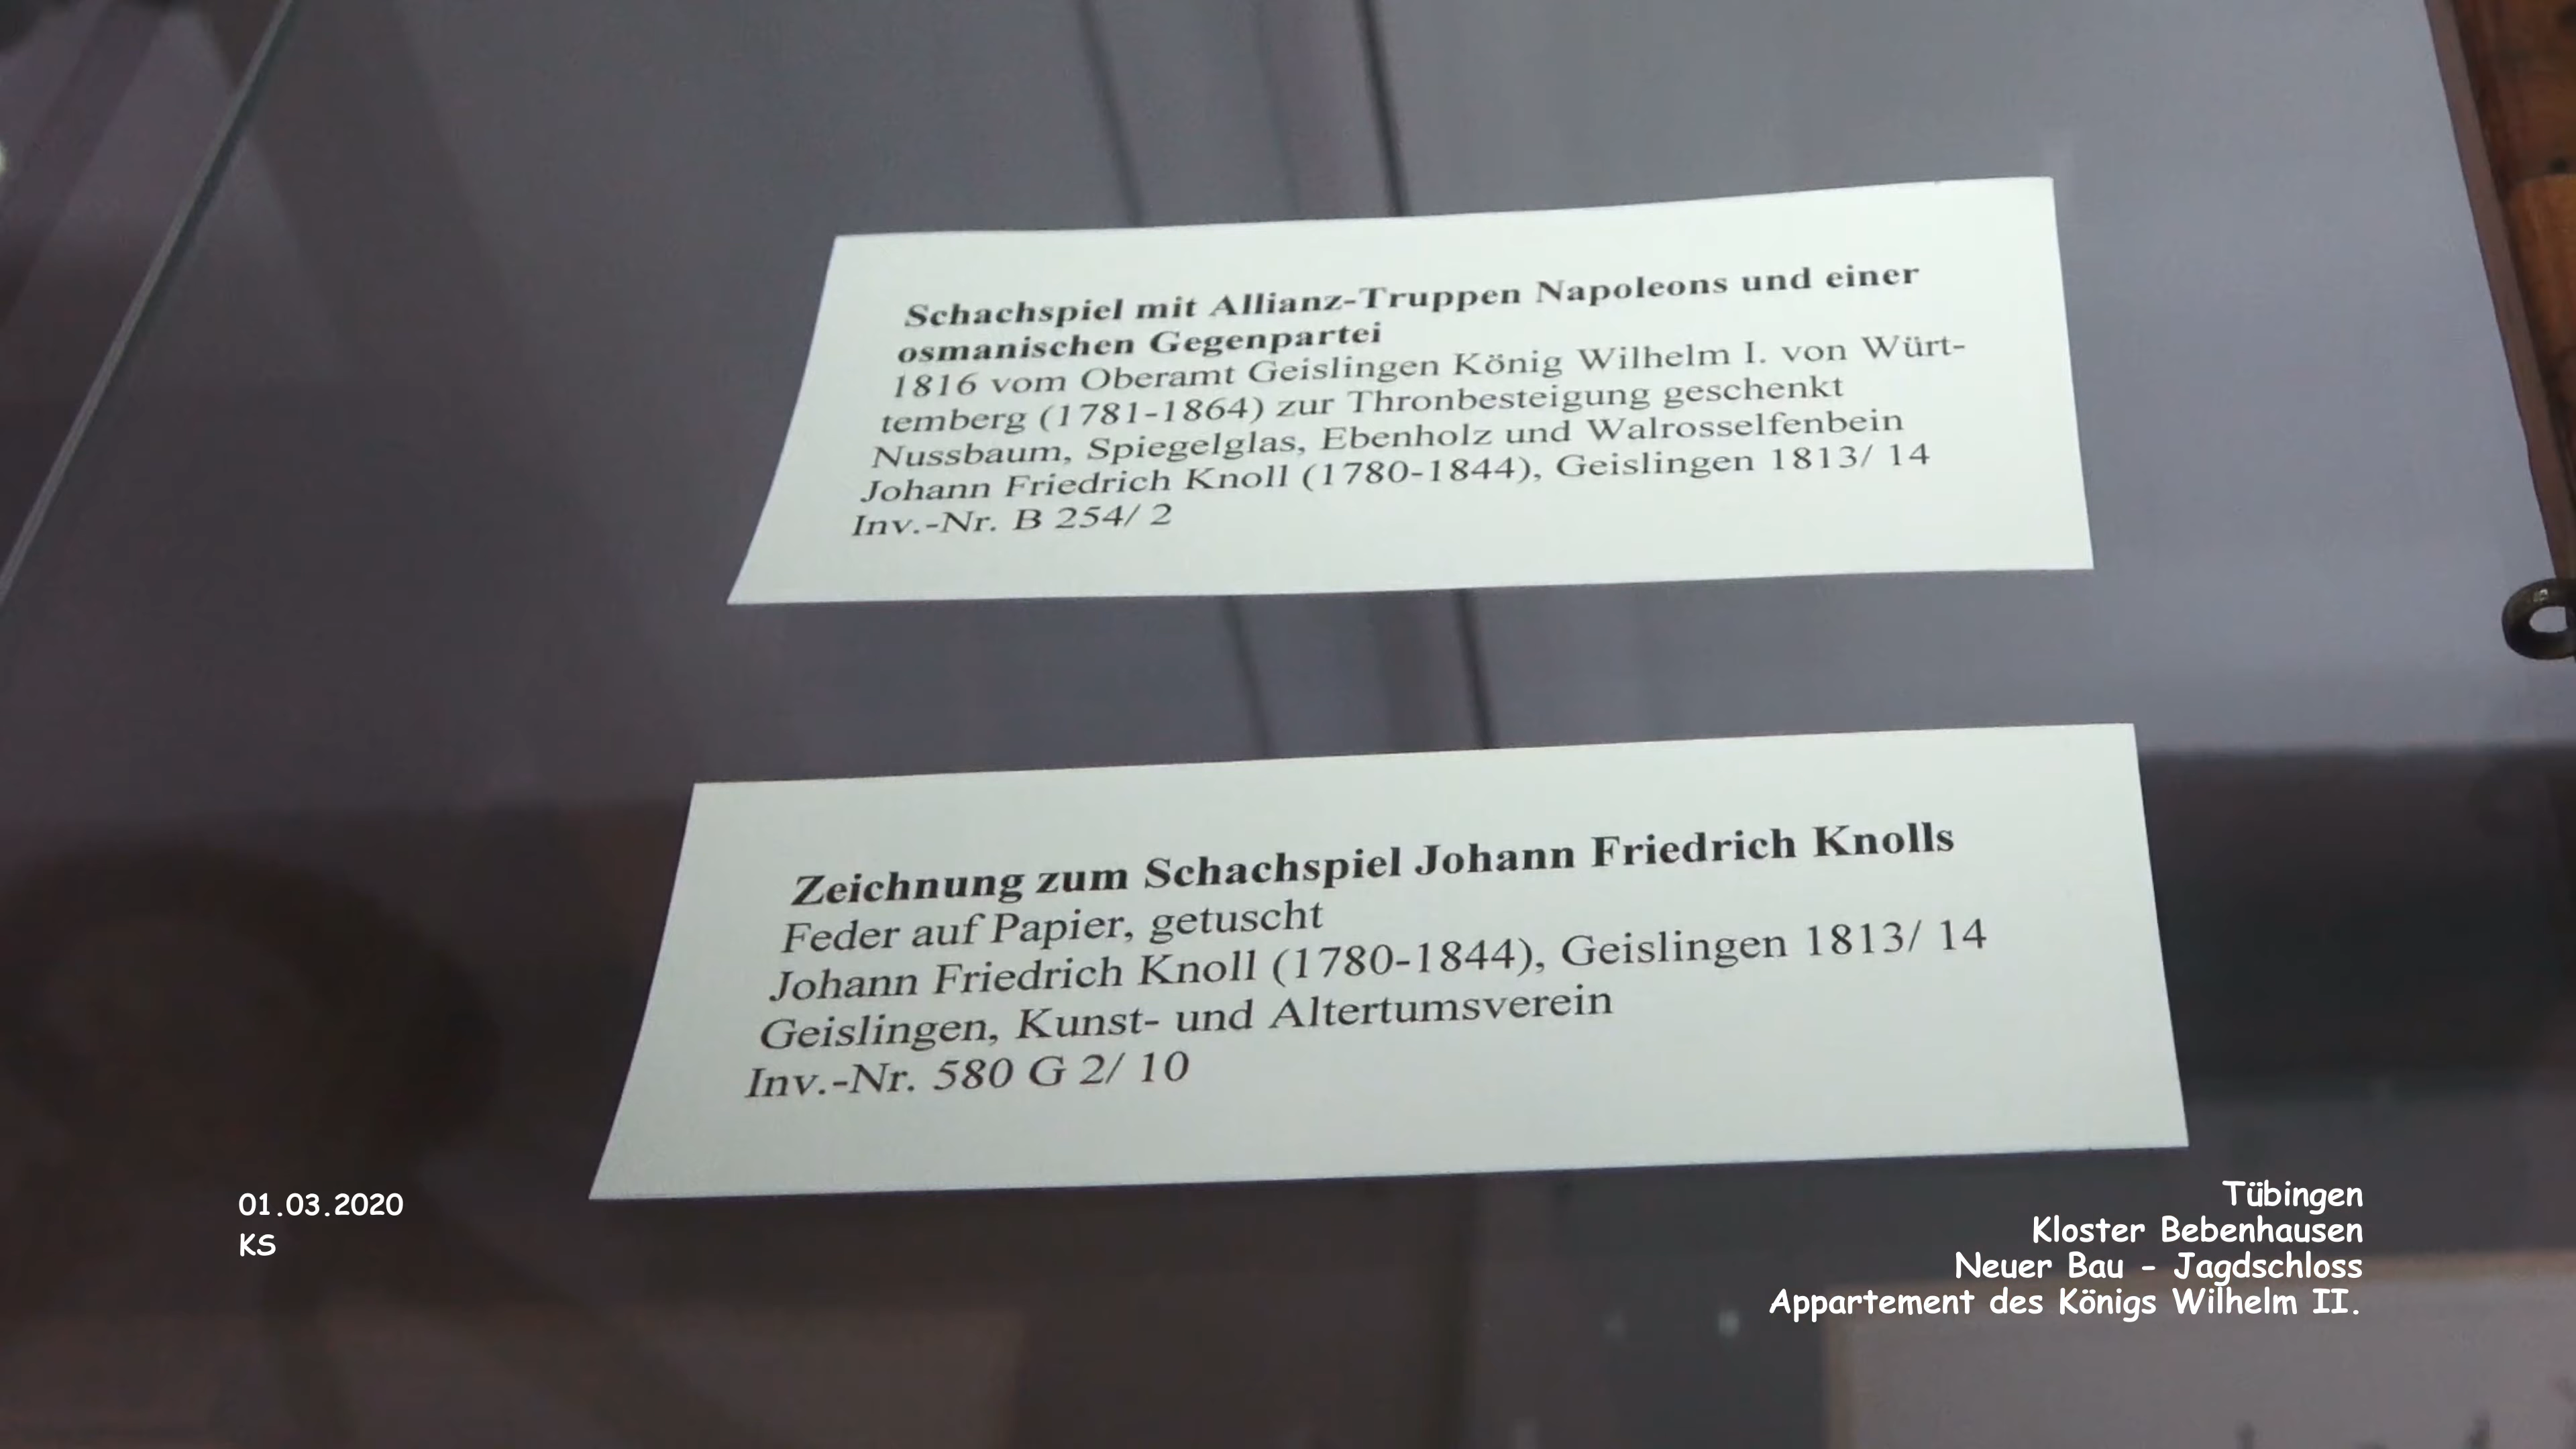 Schachspiel mit Allianz-Truppen Napoleons und einer
osmanischen Gegenpartei
1816 vom Oberamt Geislingen König Wilhelm I. von Würt-
temberg (1781-1864) zur Thronbesteigung geschenkt
Nussbaum, Spiegelglas, Ebenholz und Walrosselfenbein
Johann Friedrich Knoll (1780-1844), Geislingen 1813/ 14
Inv.-Nr. B 254/ 2
Zeichnung zum Schachspiel Johann Friedrich Knolls
Feder auf Papier, getuscht
Johann Friedrich Knoll (1780-1844), Geislingen 1813/ 14
Geislingen, Kunst- und Altertumsverein
Inv.-Nr. 580 G 2/ 10
01.03.2020
KS
Tübingen
Kloster Bebenhausen
Neuer Bau - Jagdschloss
Appartement des Königs Wilhelm II.